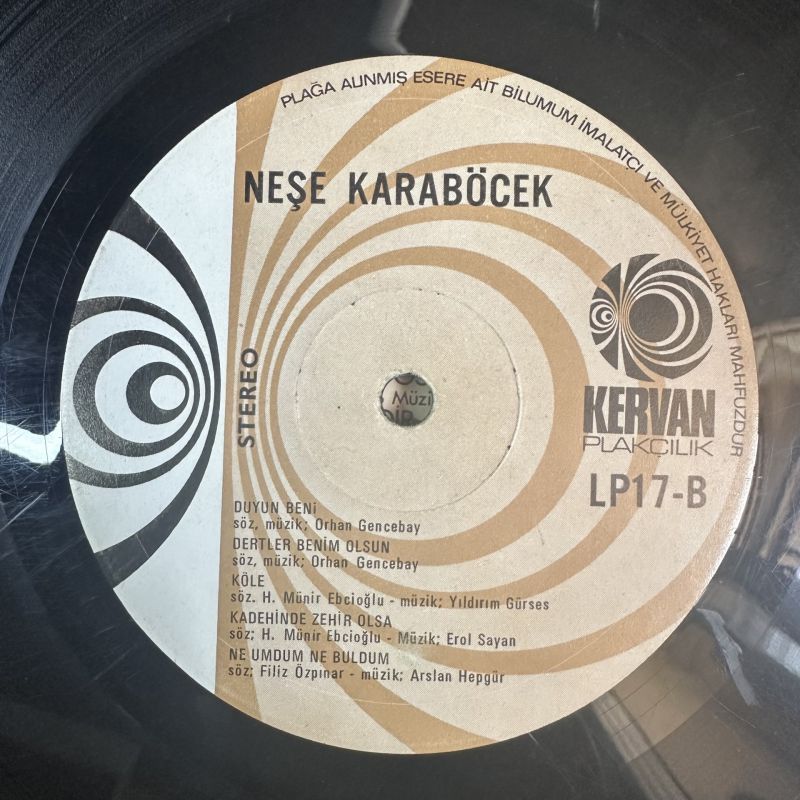 PLAĞA ALINMIŞ ESERE AİT BİLUMUM İMALATÇI VE MÜLKİYET HAKLARI MAHFUZDUR
NEŞE KARABÖCEK
STEREO
KERVAN
PLAKCILIK
LP17-B
Müzi
DUYUN BENİ
söz, müzik; Orhan Gencebay
DERTLER BENİM OLSUN
söz, müzik; Orhan Gencebay
KÖLE
söz. H. Münir Ebcioğlu - müzik; Yıldırım Gürses
KADEHİNDE ZEHİR OLSA
söz; H. Münir Ebcioğlu - Müzik; Erol Sayan
NE UMDUM NE BULDUM
söz; Filiz Özpınar - müzik; Arslan Hepgür